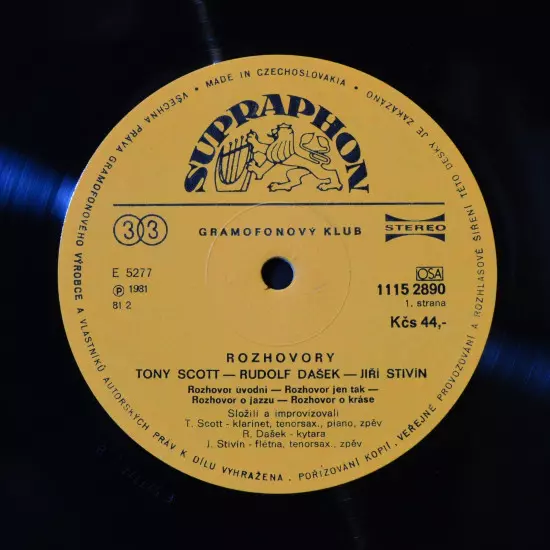 VŠECHNA PRÁVA GRAMOFONOVÉHO VÝROBCE A VLASTNÍKŮ AUTORSKÝCH PRÁV K DÍLU VYHRAŽENA. POŘIZOVÁNÍ KOPIÍ, VEŘEJNÉ PROVOZOVÁNÍ A ROZHLASOVÉ ŠÍŘENÍ TÉTO DESKY JE ZAKÁZÁNO
• MADE IN CZECHOSLOVAKIA •
SUPRAPHON
33
GRAMOFONOVÝ KLUB
STEREO
E 5277
OSA
℗ 1981
1115 2890
81 2
1. strana
Kčs 44,-
ROZHOVORY
TONY SCOTT — RUDOLF DAŠEK — JIŘÍ STIVÍN
Rozhovor úvodní — Rozhovor jen tak —
Rozhovor o jazzu — Rozhovor o kráse
Složili a improvizovali
T. Scott - klarinet, tenorsax., piano, zpěv
R. Dašek - kytara
J. Stivín - flétna, tenorsax., zpěv